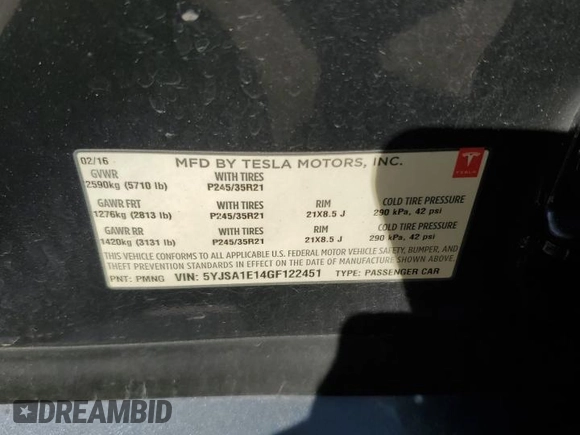 02/16 MFD BY TESLA MOTORS, INC.
TESLA
GVWR WITH TIRES
2590kg (5710 lb) P245/35R21
GAWR FRT WITH TIRES RIM COLD TIRE PRESSURE
1276kg (2813 lb) P245/35R21 21X8.5 J 290 kPa, 42 psi
GAWR RR WITH TIRES RIM COLD TIRE PRESSURE
1420kg (3131 lb) P245/35R21 21X8.5 J 290 kPa, 42 psi
THIS VEHICLE CONFORMS TO ALL APPLICABLE U.S. FEDERAL MOTOR VEHICLE SAFETY, BUMPER, AND
THEFT PREVENTION STANDARDS IN EFFECT ON THE DATE OF MANUFACTURE SHOWN ABOVE.
PNT: PMNG VIN: 5YJSA1E14GF122451 TYPE: PASSENGER CAR
DREAMBID